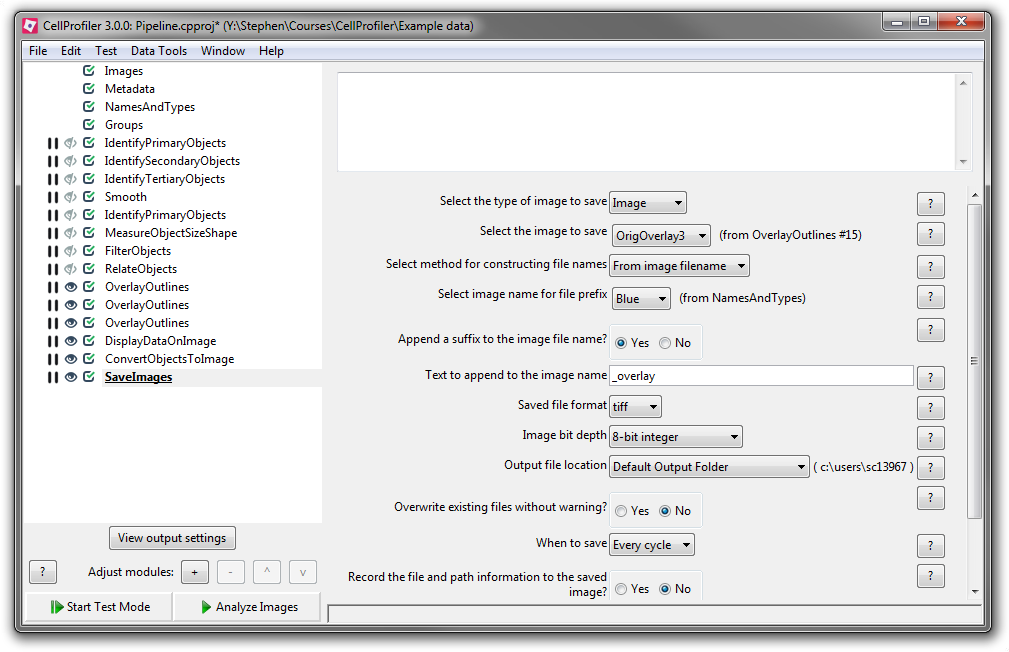 CellProfiler 3.0.0: Pipeline.cpproj* (Y:\Stephen\Courses\CellProfiler\Example data)
File Edit Test Data Tools Window Help
Images
Metadata
NamesAndTypes
Groups
IdentifyPrimaryObjects
IdentifySecondaryObjects
IdentifyTertiaryObjects
Smooth
IdentifyPrimaryObjects
MeasureObjectSizeShape
FilterObjects
RelateObjects
OverlayOutlines
OverlayOutlines
OverlayOutlines
DisplayDataOnImage
ConvertObjectsToImage
SaveImages
View output settings
? Adjust modules: + - ^ v
Start Test Mode Analyze Images
Select the type of image to save Image ?
Select the image to save OrigOverlay3 (from OverlayOutlines #15) ?
Select method for constructing file names From image filename ?
Select image name for file prefix Blue (from NamesAndTypes) ?
Append a suffix to the image file name? Yes No ?
Text to append to the image name _overlay ?
Saved file format tiff ?
Image bit depth 8-bit integer ?
Output file location Default Output Folder ( c:\users\sc13967 ) ?
Overwrite existing files without warning? Yes No ?
When to save Every cycle ?
Record the file and path information to the saved
image? Yes No ?